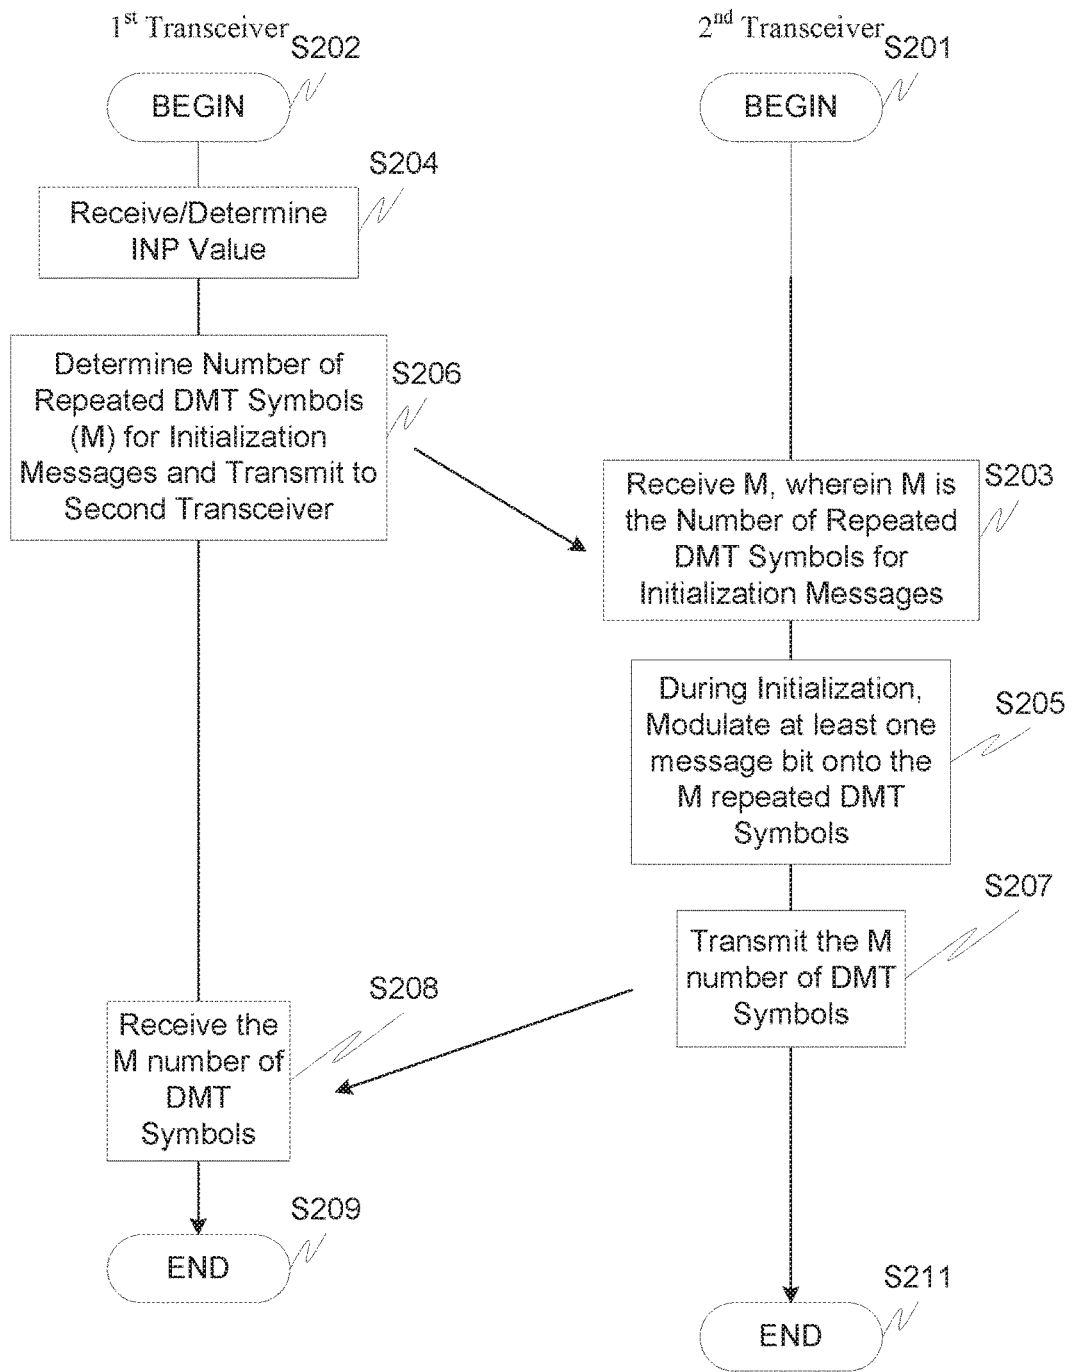 1st Transceiver
S202
BEGIN
S204
Receive/Determine
INP Value
Determine Number of
Repeated DMT Symbols
(M) for Initialization
Messages and Transmit to
Second Transceiver
S206
Receive the
M number of
DMT
Symbols
S208
S209
END
2nd Transceiver
S201
BEGIN
Receive M, wherein M is
the Number of Repeated
DMT Symbols for
Initialization Messages
S203
During Initialization,
Modulate at least one
message bit onto the
M repeated DMT
Symbols
S205
S207
Transmit the M
number of DMT
Symbols
S211
END